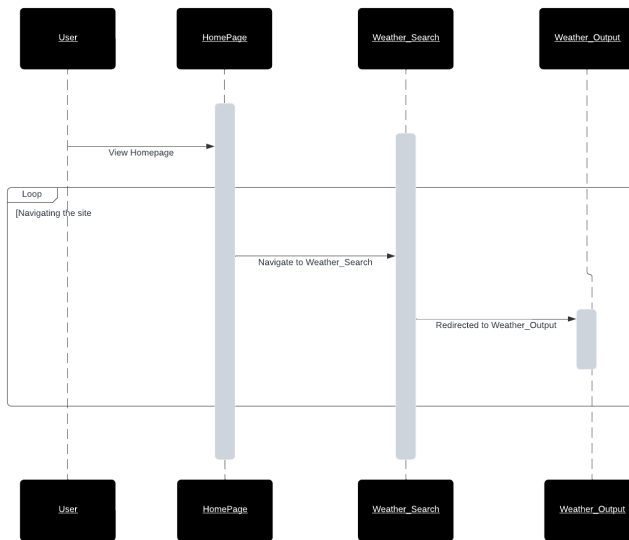 User
HomePage
Weather_Search
Weather_Output
View Homepage
Loop
[Navigating the site
Navigate to Weather_Search
Redirected to Weather_Output
User
HomePage
Weather_Search
Weather_Output